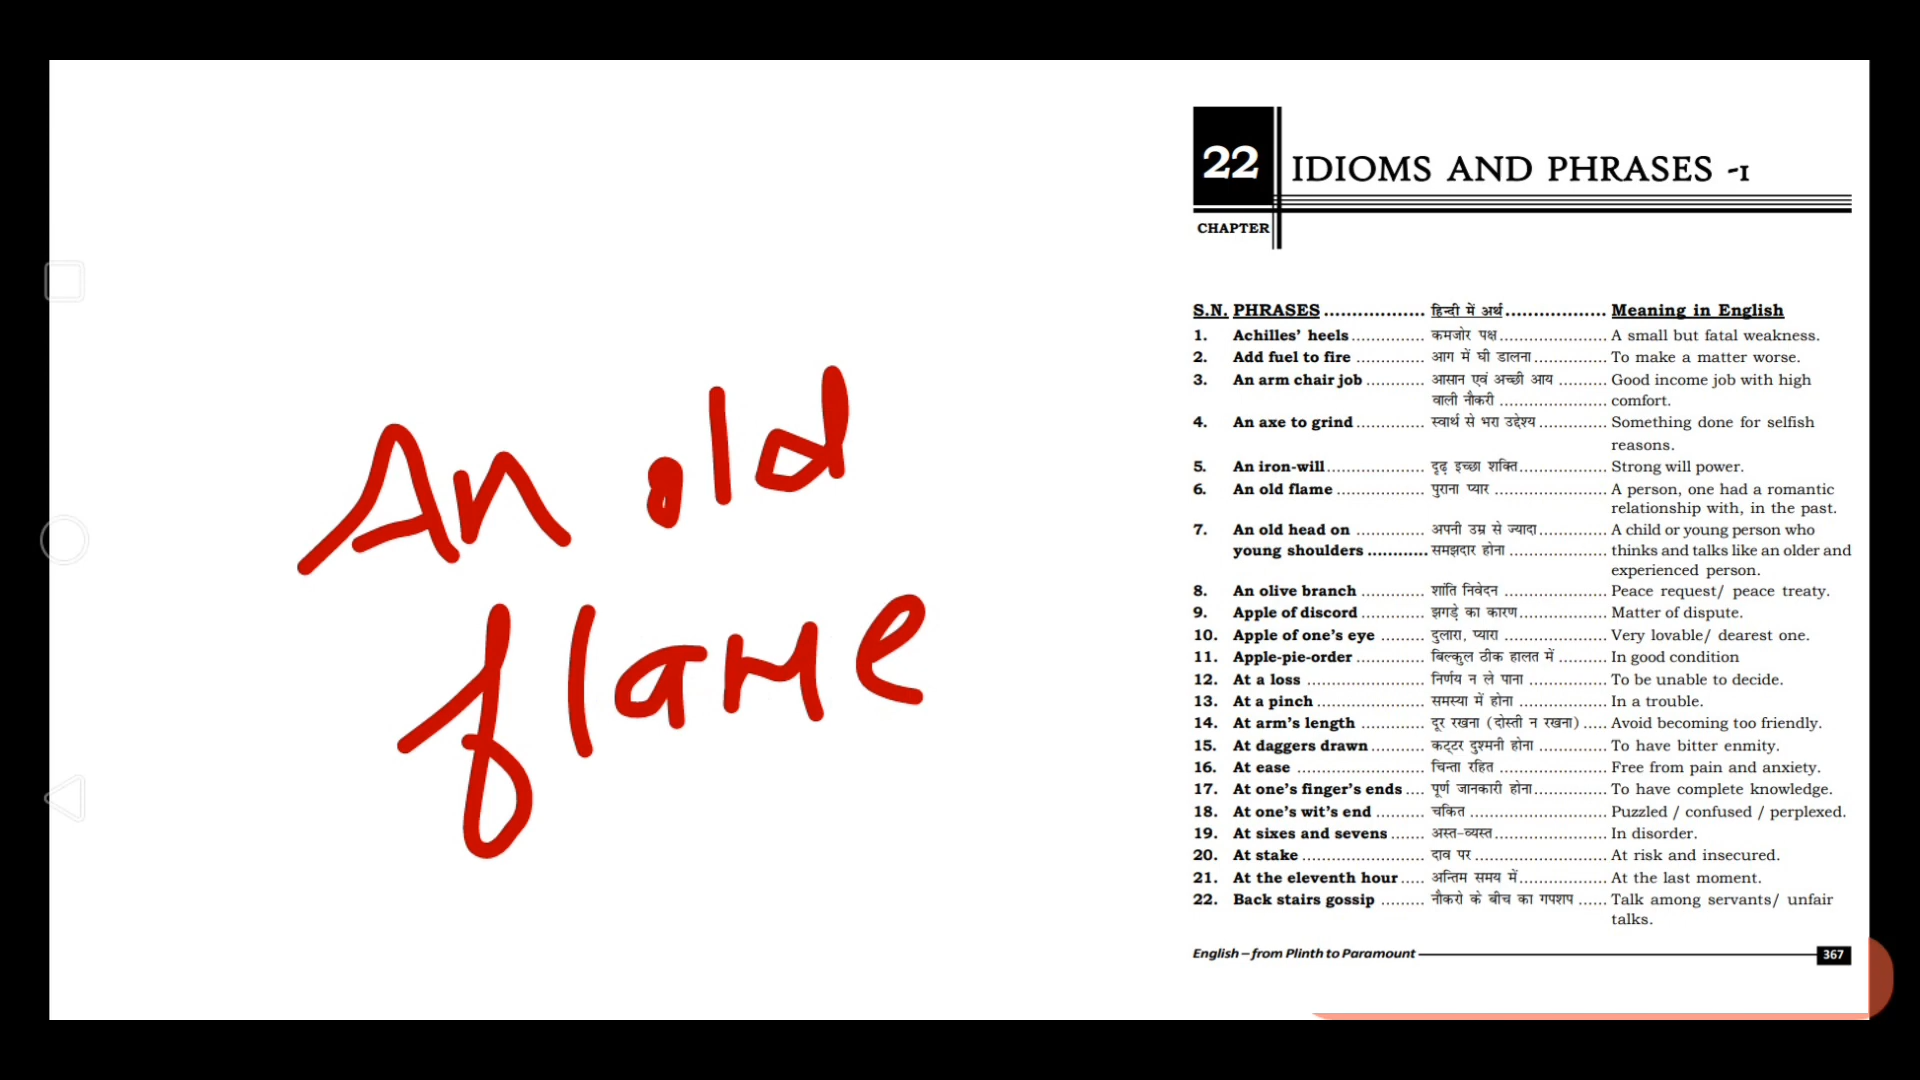 An old
flame
22
IDIOMS AND PHRASES -I
CHAPTER
S.N. PHRASES .................. हिन्दी में अर्थ .................. Meaning in English
1. Achilles' heels ............. कमजोर पक्ष ...................... A small but fatal weakness.
2. Add fuel to fire ............. आग में घी डालना ............... To make a matter worse.
3. An arm chair job ............ आसान एवं अच्छी आय .......... Good income job with high
वाली नौकरी ...................... comfort.
4. An axe to grind .............. स्वार्थ से भरा उद्देश्य .............. Something done for selfish
reasons.
5. An iron-will .................... दृढ़ इच्छा शक्ति .................. Strong will power.
6. An old flame .................. पुराना प्यार ....................... A person, one had a romantic
relationship with, in the past.
7. An old head on .............. अपनी उम्र से ज्यादा .............. A child or young person who
young shoulders ............ समझदार होना ...................... thinks and talks like an older and
experienced person.
8. An olive branch ............. शांति निवेदन ..................... Peace request/ peace treaty.
9. Apple of discord ............. झगड़े का कारण .................. Matter of dispute.
10. Apple of one's eye ......... दुलारा, प्यारा ..................... Very lovable/ dearest one.
11. Apple-pie-order .............. बिल्कुल ठीक हालत में .......... In good condition
12. At a loss ........................ निर्णय न ले पाना ................ To be unable to decide.
13. At a pinch ...................... समस्या में होना .................. In a trouble.
14. At arm's length ............. दूर रखना (दोस्ती न रखना) ..... Avoid becoming too friendly.
15. At daggers drawn ........... कट्टर दुश्मनी होना .............. To have bitter enmity.
16. At ease .......................... चिन्ता रहित ...................... Free from pain and anxiety.
17. At one's finger's ends .... पूर्ण जानकारी होना ............... To have complete knowledge.
18. At one's wit's end .......... चकित ............................ Puzzled / confused / perplexed.
19. At sixes and sevens ....... अस्त-व्यस्त ....................... In disorder.
20. At stake ......................... दाव पर ........................... At risk and insecured.
21. At the eleventh hour ..... अन्तिम समय में .................. At the last moment.
22. Back stairs gossip ......... नौकरो के बीच का गपशप ...... Talk among servants/ unfair
talks.
English – from Plinth to Paramount
367